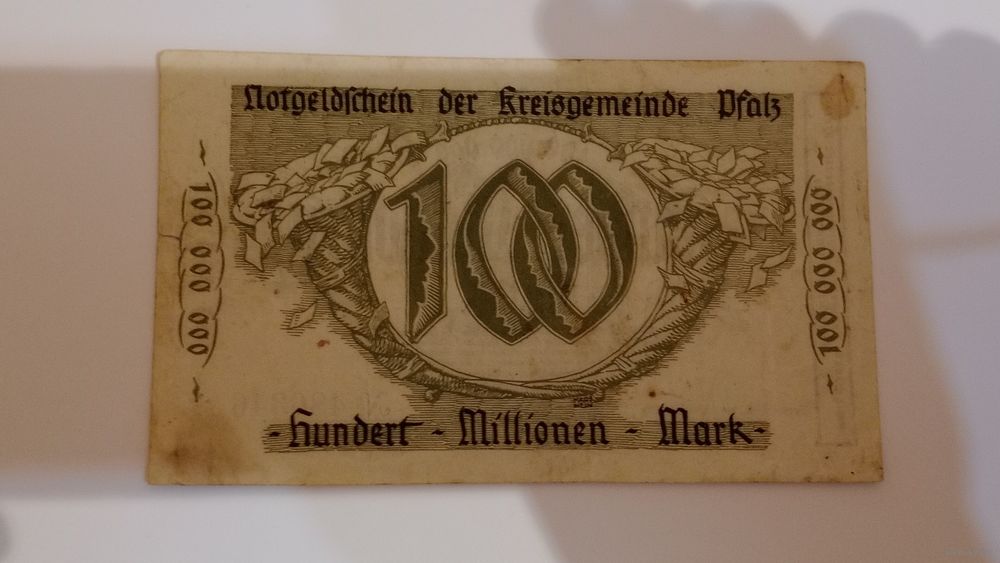 Notgeldschein der Kreisgemeinde Pfalz
100 000 000
100
100 000 000
- Hundert - Millionen - Mark -